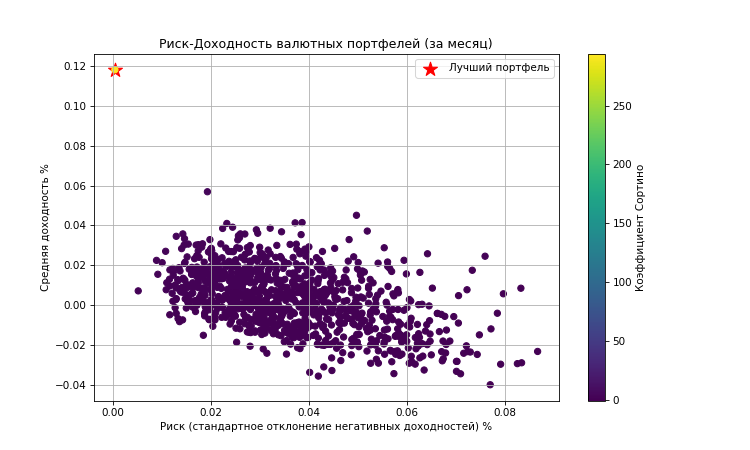 Риск-Доходность валютных портфелей (за месяц)
Лучший портфель
Средняя доходность %
0.12
0.10
0.08
0.06
0.04
0.02
0.00
−0.02
−0.04
0.00 0.02 0.04 0.06 0.08
Риск (стандартное отклонение негативных доходностей) %
250
200
150
100
50
0
Коэффициент Сортино